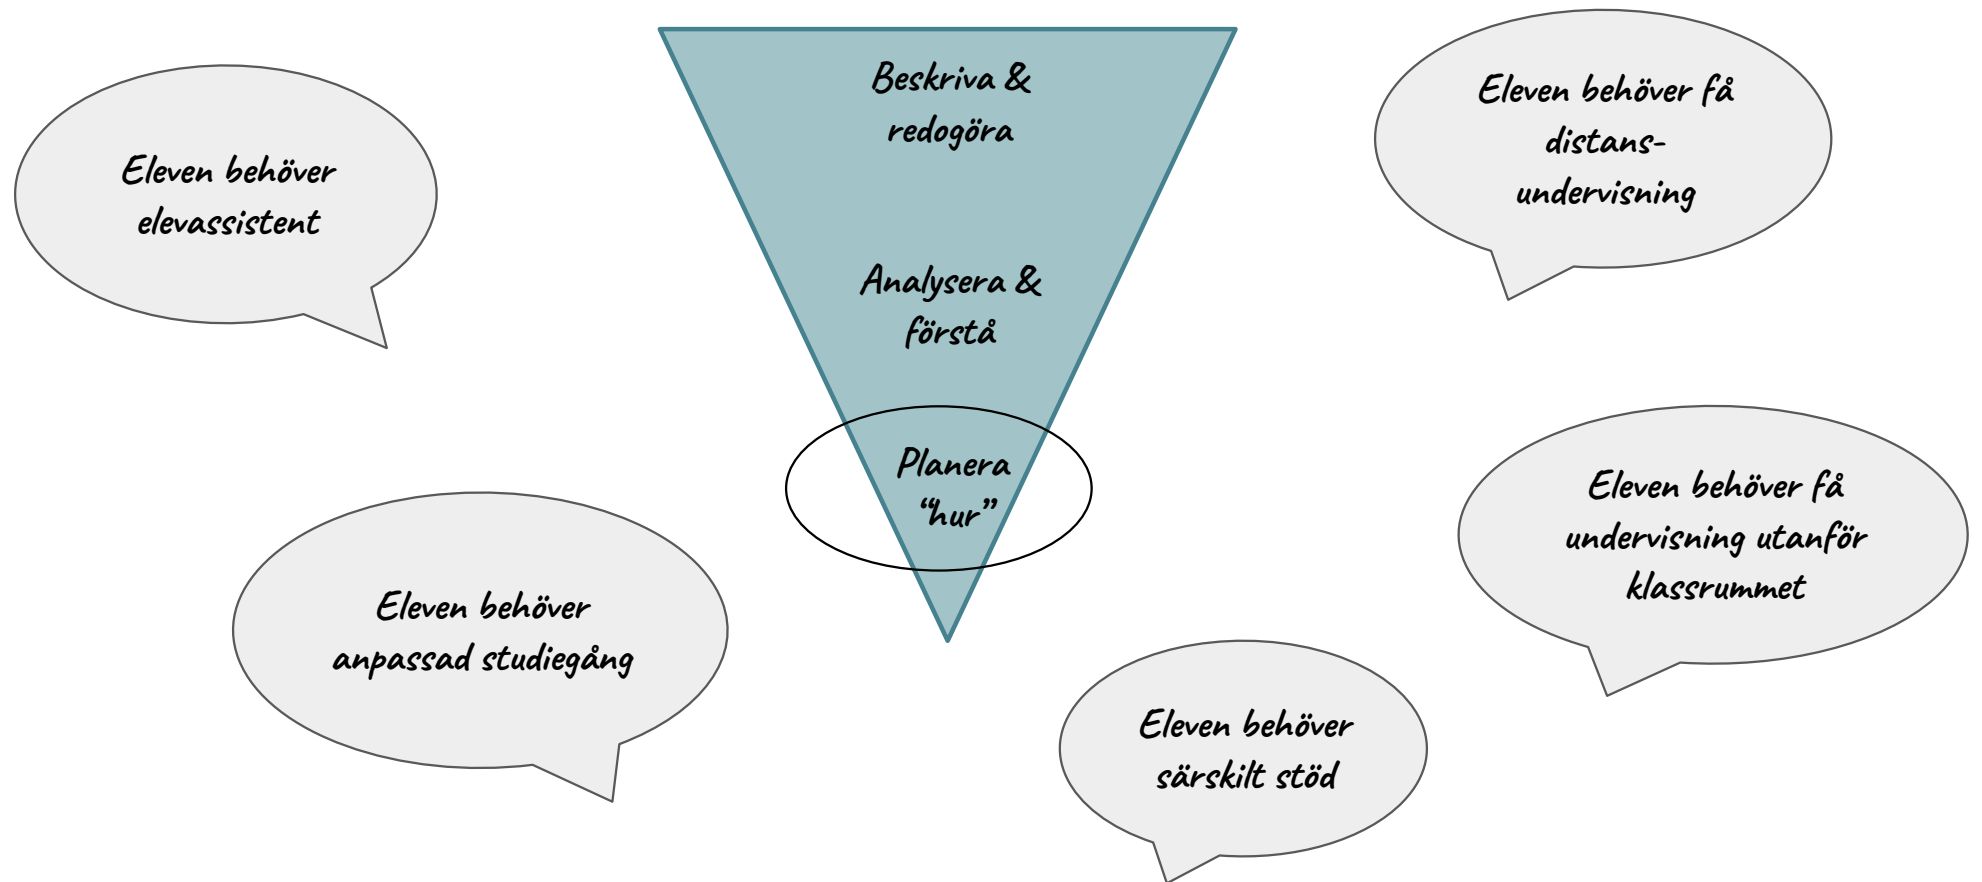 Beskriva &
redogöra
Analysera &
förstå
Planera
“hur”
Eleven behöver
elevassistent
Eleven behöver få
distans-
undervisning
Eleven behöver
anpassad studiegång
Eleven behöver få
undervisning utanför
klassrummet
Eleven behöver
särskilt stöd